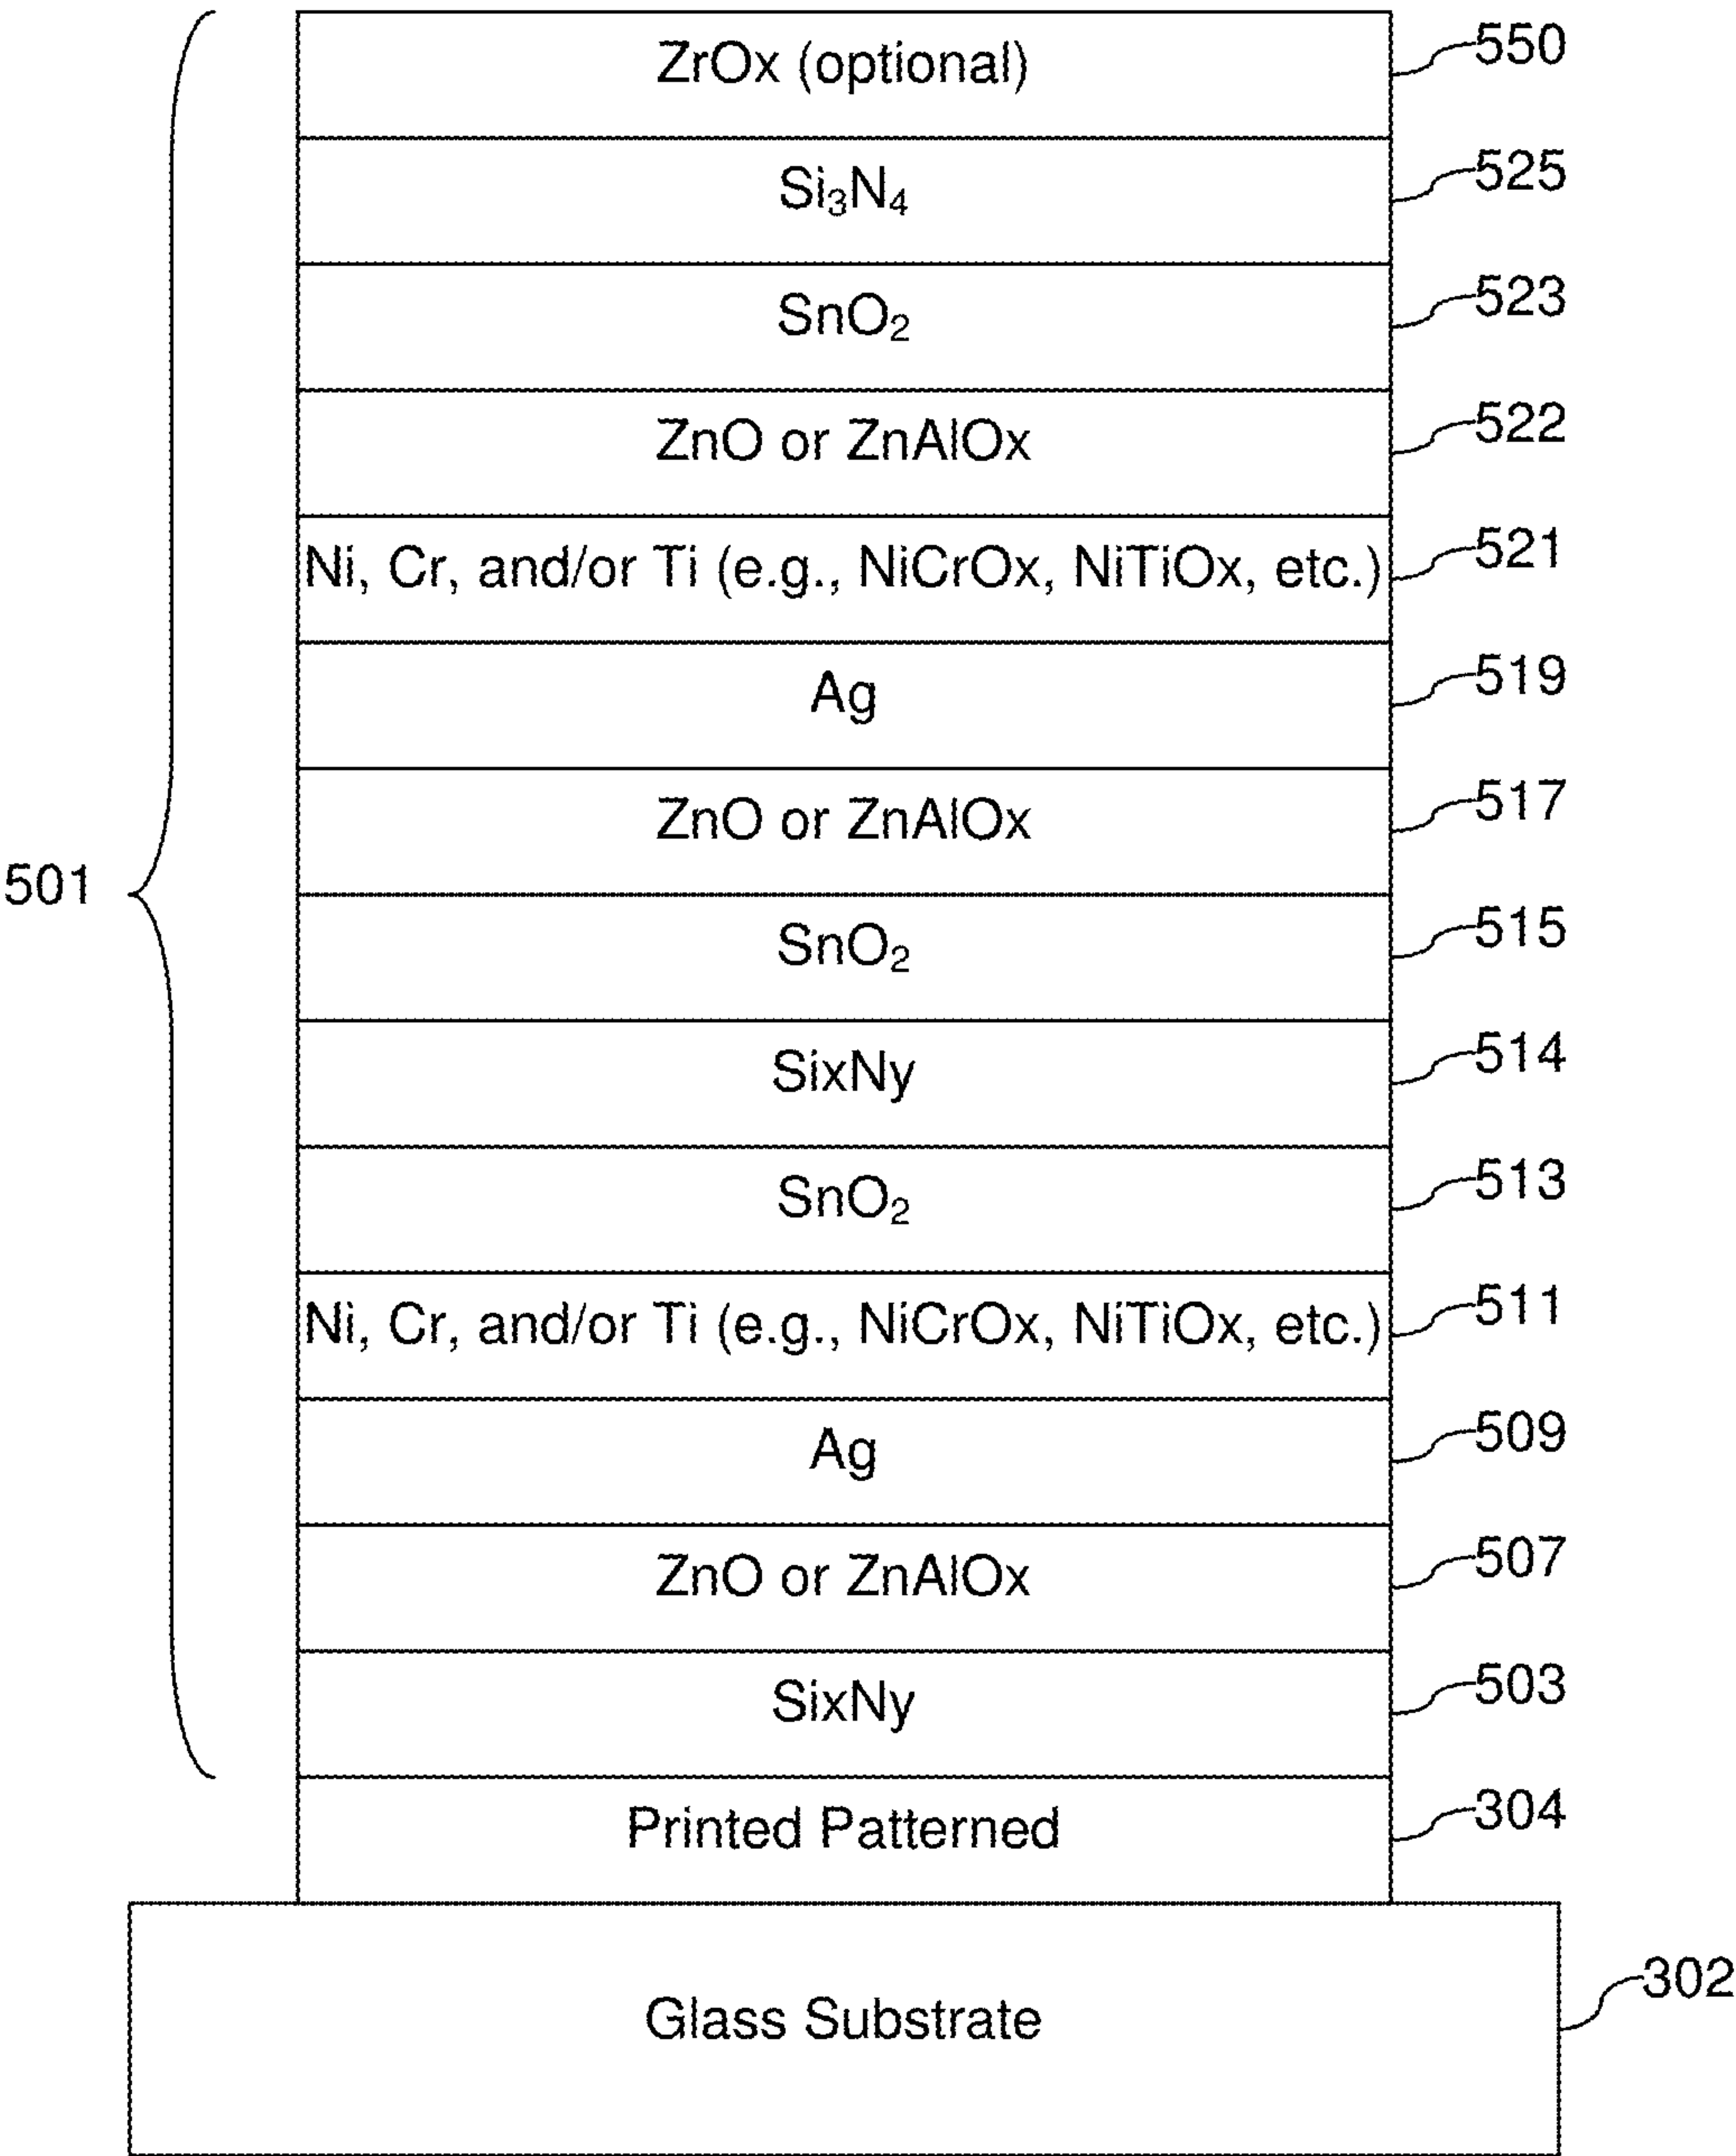 ZrOx (optional) 550
Si₃N₄ 525
SnO₂ 523
ZnO or ZnAlOx 522
Ni, Cr, and/or Ti (e.g., NiCrOx, NiTiOx, etc.) 521
Ag 519
ZnO or ZnAlOx 517
501
SnO₂ 515
SixNy 514
SnO₂ 513
Ni, Cr, and/or Ti (e.g., NiCrOx, NiTiOx, etc.) 511
Ag 509
ZnO or ZnAlOx 507
SixNy 503
Printed Patterned 304
Glass Substrate 302